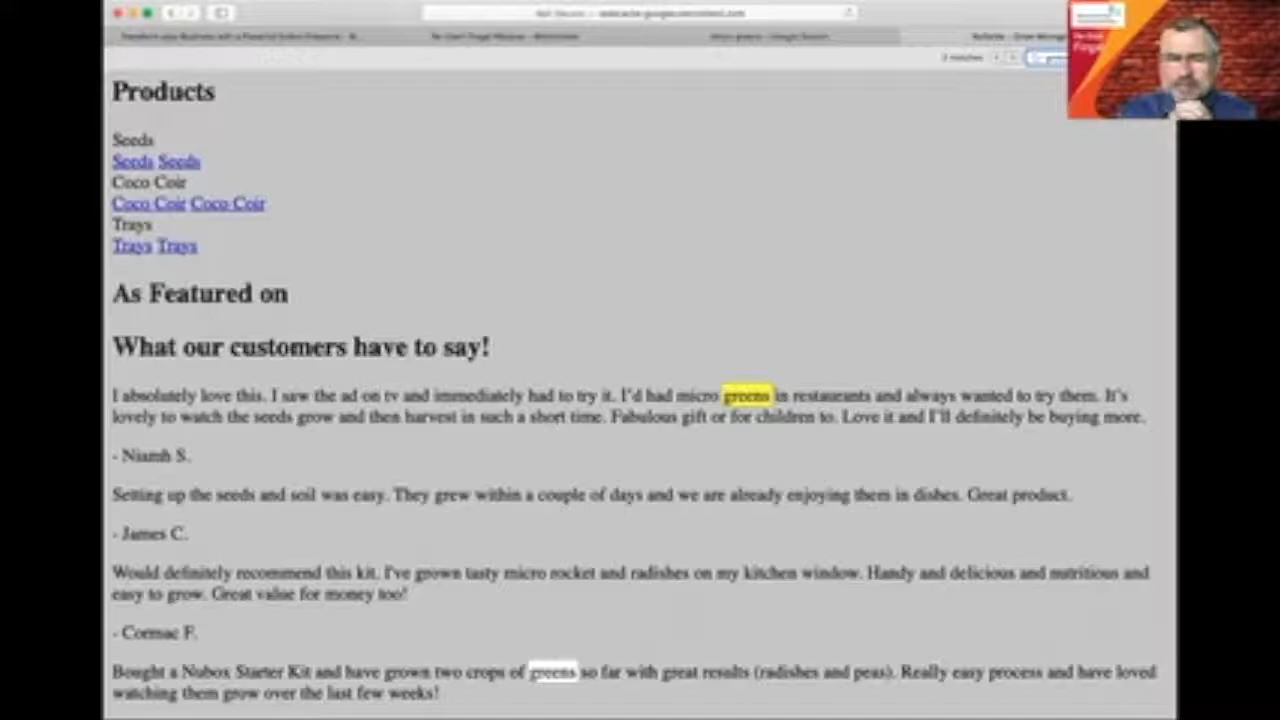 Products
Seeds
Seeds Seeds
Coco Coir
Coco Coir Coco Coir
Trays
Trays Trays
As Featured on
What our customers have to say!
I absolutely love this. I saw the ad on tv and immediately had to try it. I'd had micro greens in restaurants and always wanted to try them. It's
lovely to watch the seeds grow and then harvest in such a short time. Fabulous gift or for children to. Love it and I'll definitely be buying more.
- Niamh S.
Setting up the seeds and soil was easy. They grew within a couple of days and we are already enjoying them in dishes. Great product.
- James C.
Would definitely recommend this kit. I've grown tasty micro rocket and radishes on my kitchen window. Handy and delicious and nutritious and
easy to grow. Great value for money too!
- Cormac F.
Bought a Nubox Starter Kit and have grown two crops of greens so far with great results (radishes and peas). Really easy process and have loved
watching them grow over the last few weeks!